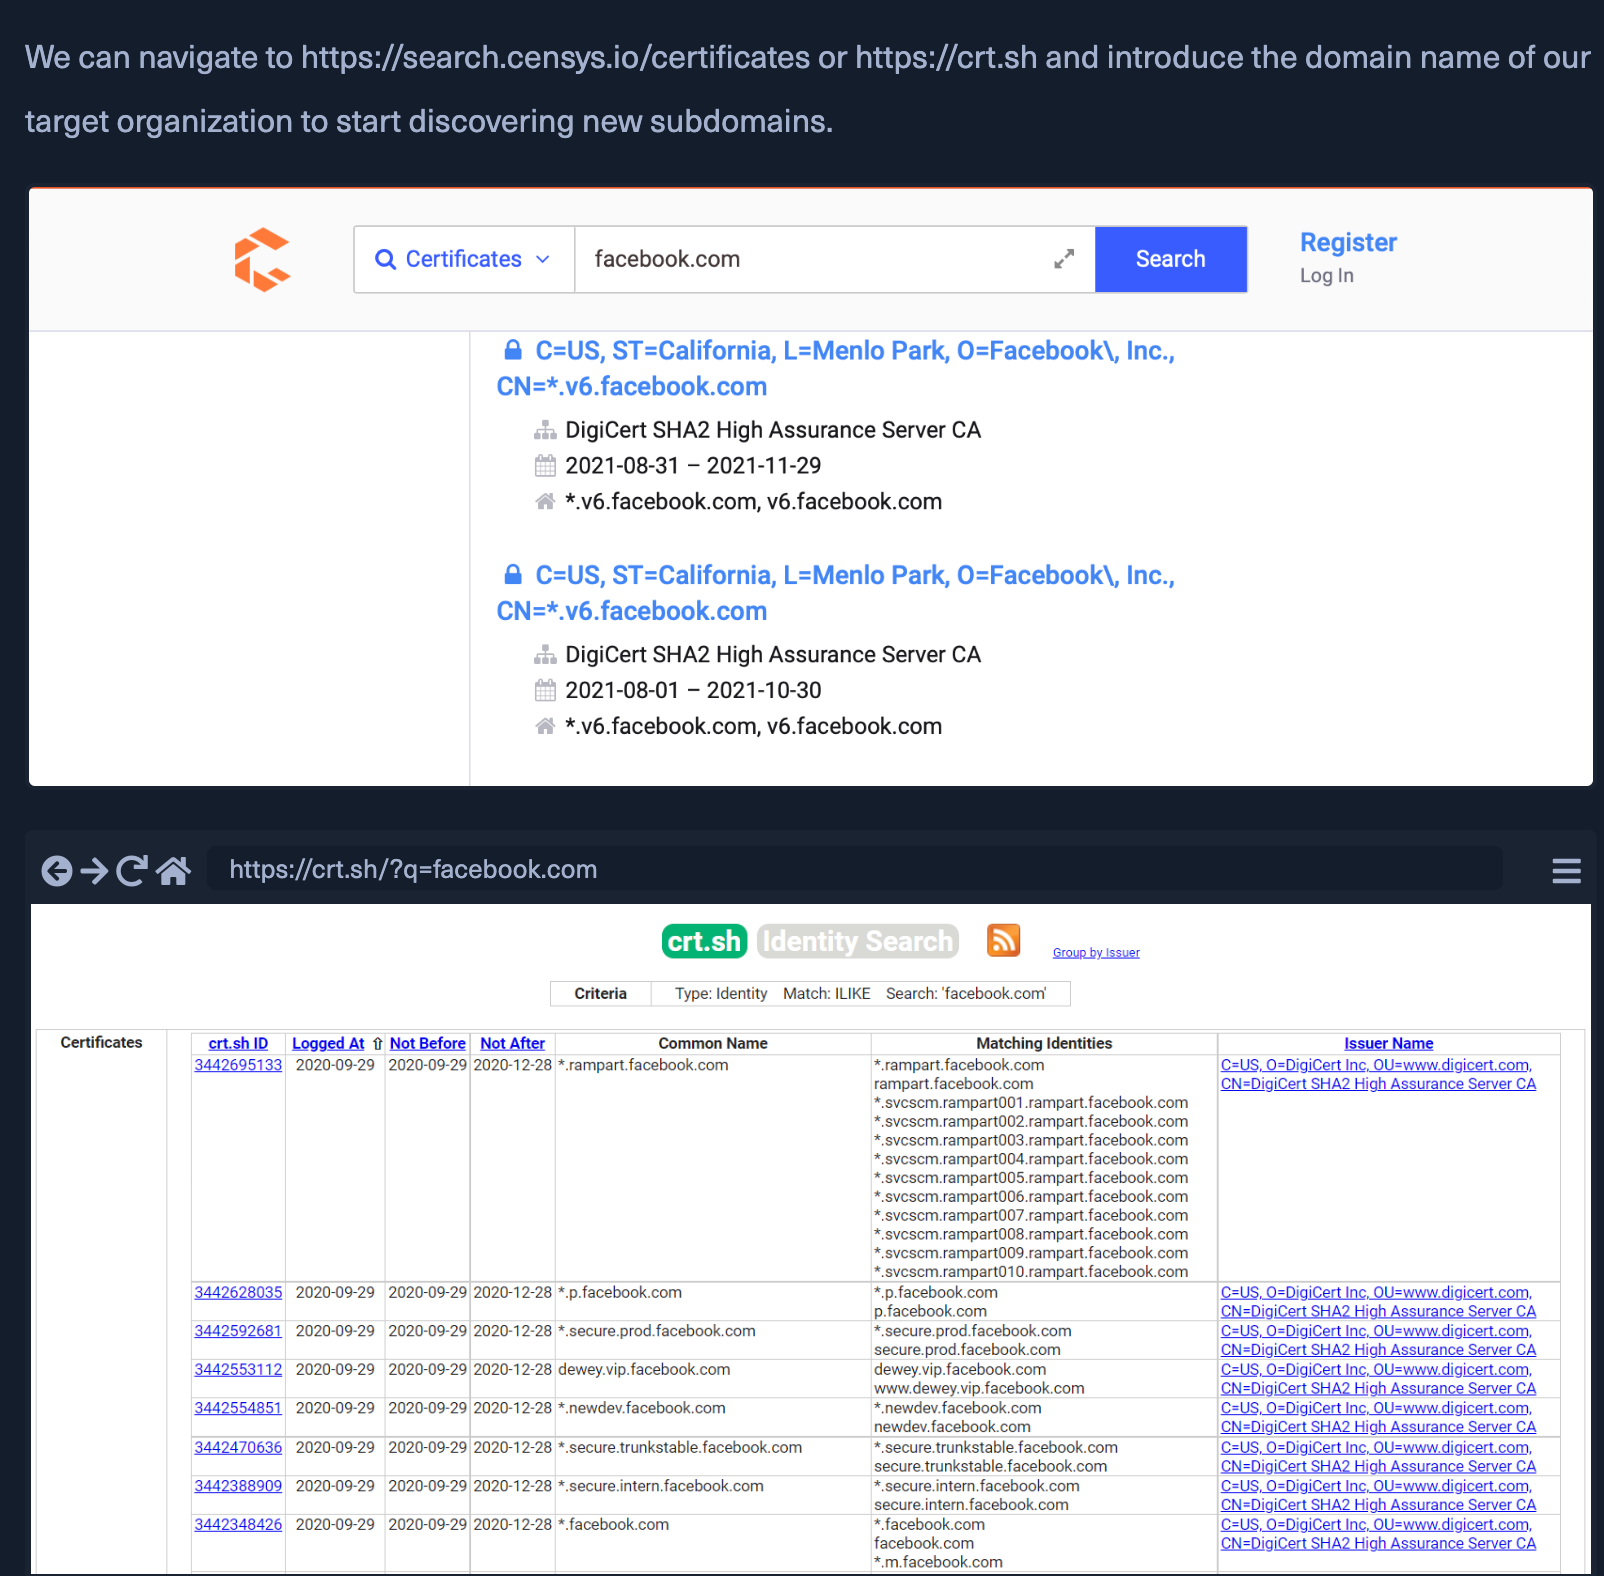 We can navigate to https://search.censys.io/certificates or https://crt.sh and introduce the domain name of our
target organization to start discovering new subdomains.
Certificates facebook.com Search Register
Log In
C=US, ST=California, L=Menlo Park, O=Facebook\, Inc.,
CN=*.v6.facebook.com
DigiCert SHA2 High Assurance Server CA
2021-08-31 – 2021-11-29
*.v6.facebook.com, v6.facebook.com
C=US, ST=California, L=Menlo Park, O=Facebook\, Inc.,
CN=*.v6.facebook.com
DigiCert SHA2 High Assurance Server CA
2021-08-01 – 2021-10-30
*.v6.facebook.com, v6.facebook.com
https://crt.sh/?q=facebook.com
crt.sh Identity Search Group by Issuer
Criteria Type: Identity Match: ILIKE Search: 'facebook.com'
Certificates crt.sh ID Logged At ⇧ Not Before Not After Common Name Matching Identities Issuer Name
3442695133 2020-09-29 2020-09-29 2020-12-28 *.rampart.facebook.com *.rampart.facebook.com C=US, O=DigiCert Inc, OU=www.digicert.com,
rampart.facebook.com CN=DigiCert SHA2 High Assurance Server CA
*.svcscm.rampart001.rampart.facebook.com
*.svcscm.rampart002.rampart.facebook.com
*.svcscm.rampart003.rampart.facebook.com
*.svcscm.rampart004.rampart.facebook.com
*.svcscm.rampart005.rampart.facebook.com
*.svcscm.rampart006.rampart.facebook.com
*.svcscm.rampart007.rampart.facebook.com
*.svcscm.rampart008.rampart.facebook.com
*.svcscm.rampart009.rampart.facebook.com
*.svcscm.rampart010.rampart.facebook.com
3442628035 2020-09-29 2020-09-29 2020-12-28 *.p.facebook.com *.p.facebook.com C=US, O=DigiCert Inc, OU=www.digicert.com,
p.facebook.com CN=DigiCert SHA2 High Assurance Server CA
3442592681 2020-09-29 2020-09-29 2020-12-28 *.secure.prod.facebook.com *.secure.prod.facebook.com C=US, O=DigiCert Inc, OU=www.digicert.com,
secure.prod.facebook.com CN=DigiCert SHA2 High Assurance Server CA
3442553112 2020-09-29 2020-09-29 2020-12-28 dewey.vip.facebook.com dewey.vip.facebook.com C=US, O=DigiCert Inc, OU=www.digicert.com,
www.dewey.vip.facebook.com CN=DigiCert SHA2 High Assurance Server CA
3442554851 2020-09-29 2020-09-29 2020-12-28 *.newdev.facebook.com *.newdev.facebook.com C=US, O=DigiCert Inc, OU=www.digicert.com,
newdev.facebook.com CN=DigiCert SHA2 High Assurance Server CA
3442470636 2020-09-29 2020-09-29 2020-12-28 *.secure.trunkstable.facebook.com *.secure.trunkstable.facebook.com C=US, O=DigiCert Inc, OU=www.digicert.com,
secure.trunkstable.facebook.com CN=DigiCert SHA2 High Assurance Server CA
3442388909 2020-09-29 2020-09-29 2020-12-28 *.secure.intern.facebook.com *.secure.intern.facebook.com C=US, O=DigiCert Inc, OU=www.digicert.com,
secure.intern.facebook.com CN=DigiCert SHA2 High Assurance Server CA
3442348426 2020-09-29 2020-09-29 2020-12-28 *.facebook.com *.facebook.com C=US, O=DigiCert Inc, OU=www.digicert.com,
facebook.com CN=DigiCert SHA2 High Assurance Server CA
*.m.facebook.com